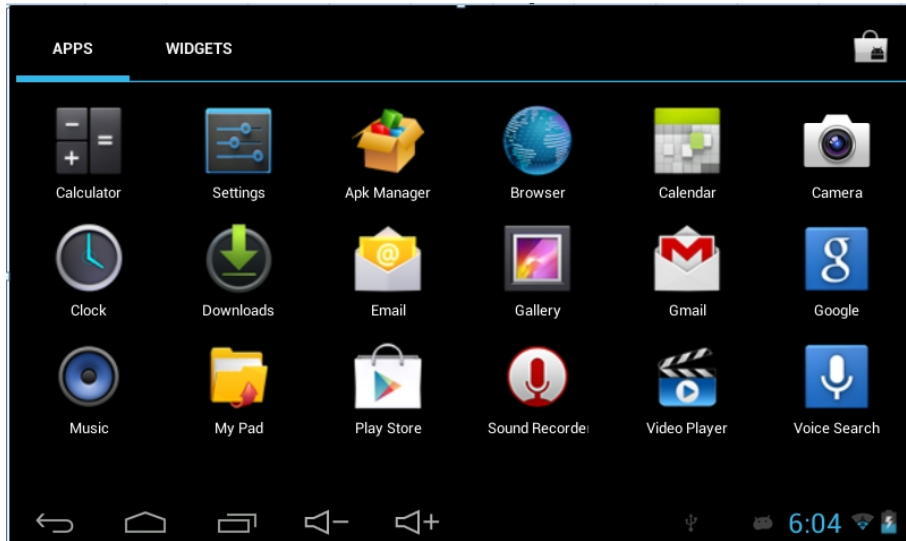 APPS WIDGETS
Calculator Settings Apk Manager Browser Calendar Camera
Clock Downloads Email Gallery Gmail Google
Music My Pad Play Store Sound Recorder Video Player Voice Search
6:04